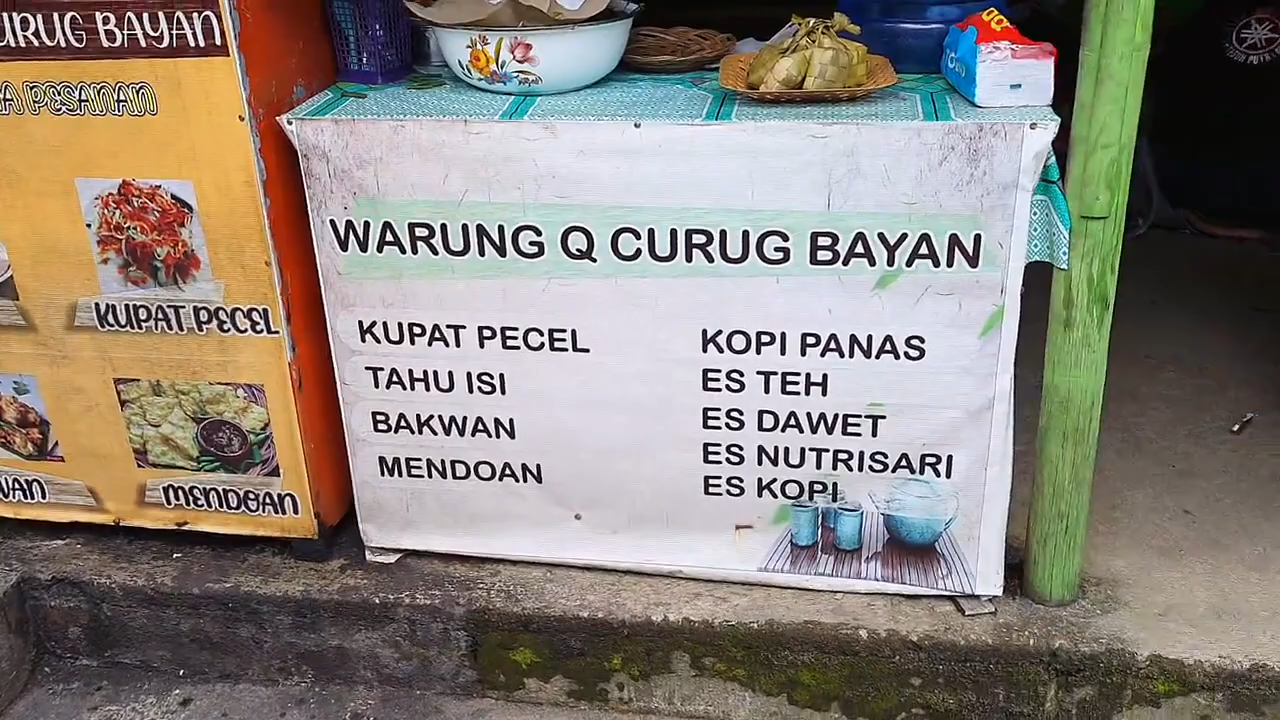 URUG BAYAN
A PESANAN
KUPAT PECEL
MENDOAN
WARUNG Q CURUG BAYAN
KUPAT PECEL
TAHU ISI
BAKWAN
MENDOAN
KOPI PANAS
ES TEH
ES DAWET
ES NUTRISARI
ES KOPI